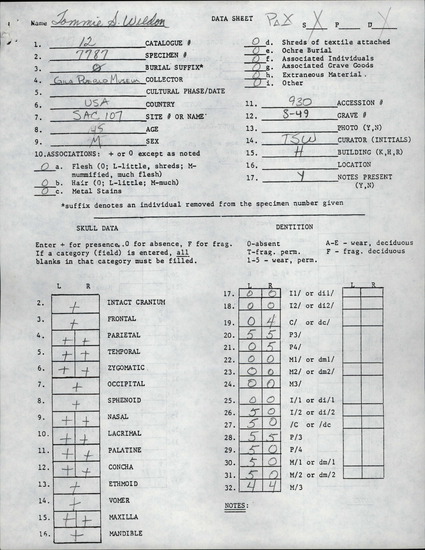 Name Tommie S. Weldon DATA SHEET PaX S P U
1. 12 CATALOGUE #
2. 7787 SPECIMEN #
3. 0 BURIAL SUFFIX*
4. Museum COLLECTOR
5. CULTURAL PHASE/DATE
6. USA COUNTRY
7. SAC 107 SITE # OR NAME
8. 45 AGE
9. M SEX
10. ASSOCIATIONS: + or 0 except as noted
0 a. Flesh (0; L-little, shreds; M-
mummified, much flesh)
0 b. Hair (0; L-little; M-much)
0 c. Metal Stains
0 d. Shreds of textile attached
0 e. Ochre Burial
0 f. Associated Individuals
0 g. Associated Grave Goods
0 h. Extraneous Material.
0 i. Other
11. 930 ACCESSION #
12. S-49 GRAVE #
13. PHOTO (Y,N)
14. TSW CURATOR (INITIALS)
15. H BUILDING (K,H,R)
16. LOCATION
17. Y NOTES PRESENT
(Y,N)
*suffix denotes an individual removed from the specimen number given
SKULL DATA
Enter + for presence, 0 for absence, F for frag.
If a category (field) is entered, all
blanks in that category must be filled.
L R
2. + INTACT CRANIUM
3. + FRONTAL
4. + + PARIETAL
5. + + TEMPORAL
6. + + ZYGOMATIC
7. + OCCIPITAL
8. + SPHENOID
9. + + NASAL
10. + + LACRIMAL
11. + + PALATINE
12. + + CONCHA
13. + ETHMOID
14. + VOMER
15. + + MAXILLA
16. + MANDIBLE
DENTITION
0-absent A-E - wear, deciduous
T-frag. perm. F - frag. deciduous
1-5 - wear, perm.
L R L R
17. 0 0 I1/ or di1/
18. 0 0 I2/ or di2/
19. 0 4 C/ or dc/
20. 5 5 P3/
21. 0 5 P4/
22. 0 0 M1/ or dm1/
23. 0 0 M2/ or dm2/
24. 0 0 M3/
25. 0 0 I/1 or di/1
26. 5 0 I/2 or di/2
27. 5 0 /C or /dc
28. 5 5 P/3
29. 5 0 P/4
30. 5 0 M/1 or dm/1
31. 5 0 M/2 or dm/2
32. 4 4 M/3
NOTES: